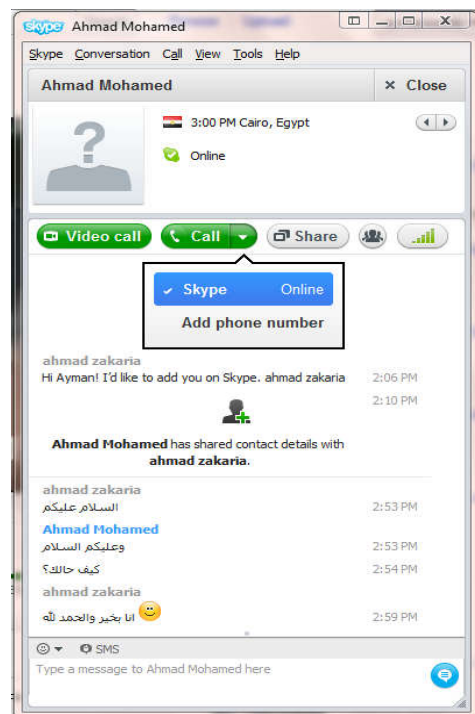 skype Ahmad Mohamed
Skype Conversation Call View Tools Help
Ahmad Mohamed × Close
3:00 PM Cairo, Egypt
Online
Video call Call Share
Skype Online
Add phone number
ahmad zakaria
Hi Ayman! I'd like to add you on Skype. ahmad zakaria 2:06 PM
2:10 PM
Ahmad Mohamed has shared contact details with
ahmad zakaria.
ahmad zakaria
السلام عليكم 2:53 PM
Ahmad Mohamed
وعليكم السلام 2:53 PM
كيف حالك؟ 2:54 PM
ahmad zakaria
انا بخير والحمد لله 2:59 PM
SMS
Type a message to Ahmad Mohamed here